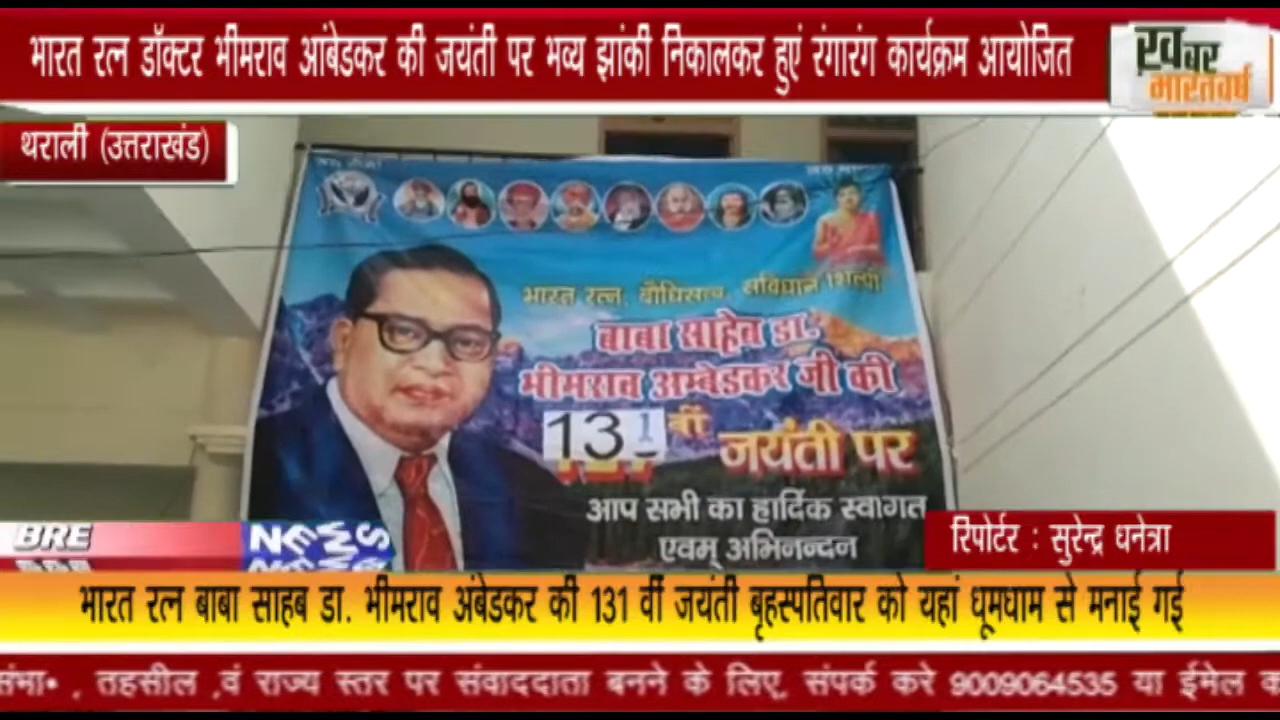 भारत रत्न डॉक्टर भीमराव आंबेडकर की जयंती पर भव्य झांकी निकालकर हुएं रंगारंग कार्यक्रम आयोजित
ख़बर
भारतवर्ष
थराली (उत्तराखंड)
भारत रत्न, बौधिसत्व, संविधान शिल्पी
बाबा साहेब डा.
भीमराव अम्बेडकर जी की
131 वीं जयंती पर
आप सभी का हार्दिक स्वागत
एवम् अभिनन्दन
BRE
NEWS
रिपोर्टर : सुरेन्द्र धनेत्रा
भारत रत्न बाबा साहब डा. भीमराव अंबेडकर की 131 वीं जयंती बृहस्पतिवार को यहां धूमधाम से मनाई गई
संभा• , तहसील ,वं राज्य स्तर पर संवाददाता बनने के लिए, संपर्क करे 9009064535 या ईमेल क